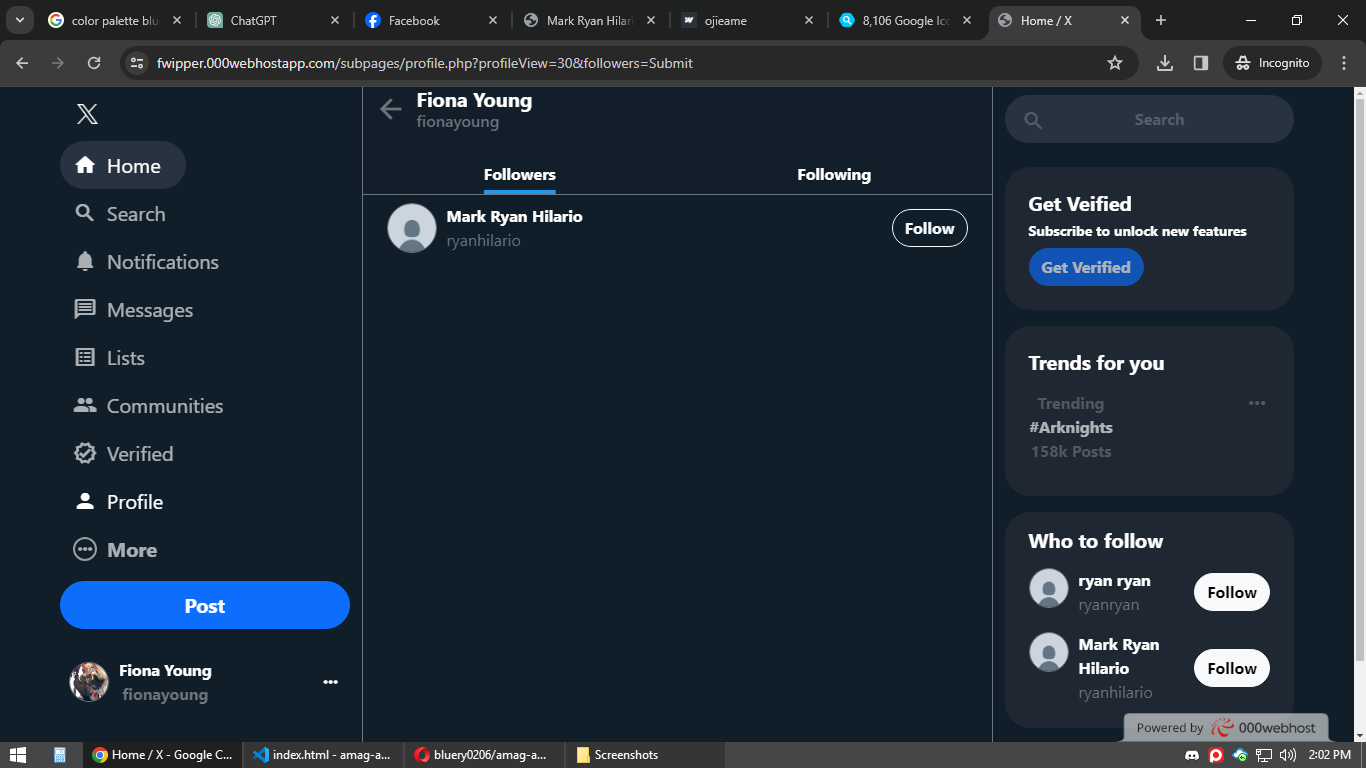 color palette blu
ChatGPT
Facebook
Mark Ryan Hilari
ojieame
8,106 Google Ico
Home / X
fwipper.000webhostapp.com/subpages/profile.php?profileView=30&followers=Submit
Incognito
Home
Search
Notifications
Messages
Lists
Communities
Verified
Profile
More
Post
Fiona Young
fionayoung
Fiona Young
fionayoung
Followers
Following
Mark Ryan Hilario
ryanhilario
Follow
Search
Get Veified
Subscribe to unlock new features
Get Verified
Trends for you
Trending
#Arknights
158k Posts
Who to follow
ryan ryan
ryanryan
Follow
Mark Ryan
Hilario
ryanhilario
Follow
Powered by 000webhost
Home / X - Google C...
index.html - amag-a...
bluery0206/amag-a...
Screenshots
2:02 PM